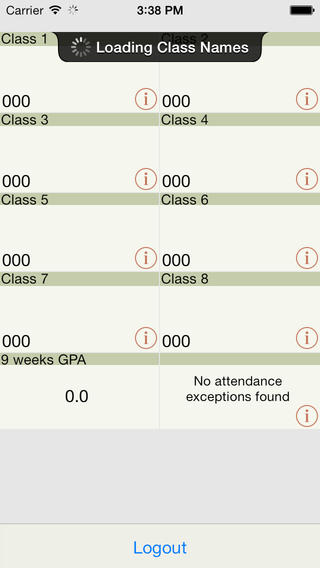 Carrier 3:38 PM
Loading Class Names
Class 1 Class 2
000 i 000 i
Class 3 Class 4
000 i 000 i
Class 5 Class 6
000 i 000 i
Class 7 Class 8
000 i 000 i
9 weeks GPA
0.0
No attendance
exceptions found
i
Logout